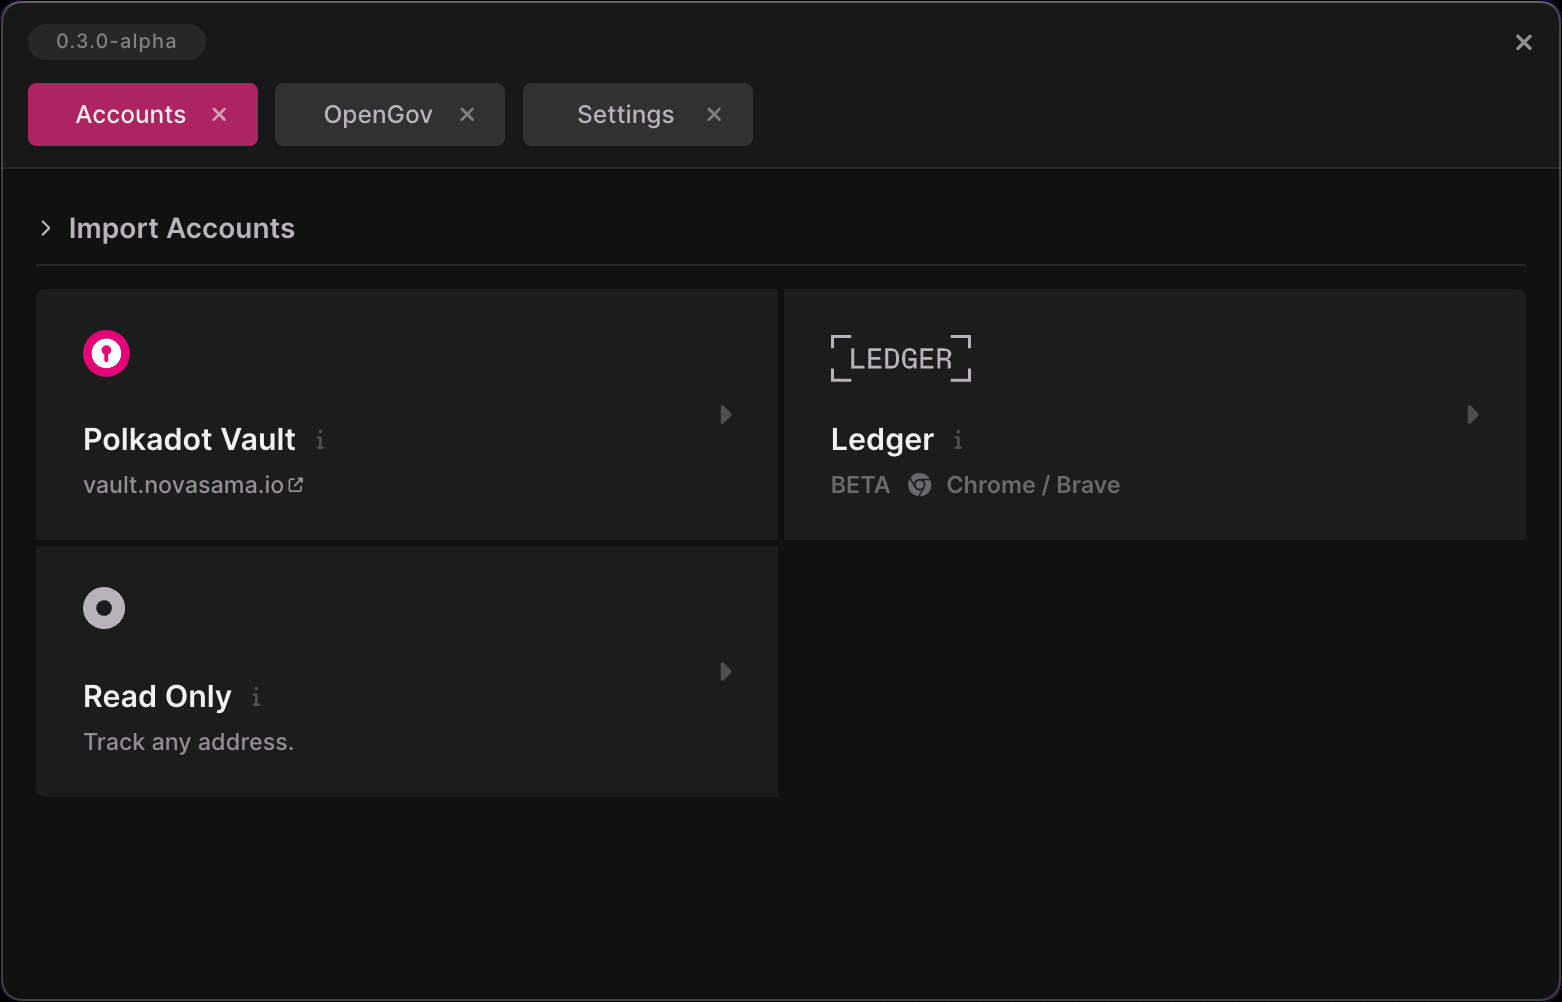 0.3.0-alpha
Accounts
OpenGov
Settings
Import Accounts
Polkadot Vault
vault.novasama.io
LEDGER
Ledger
BETA Chrome / Brave
Read Only
Track any address.